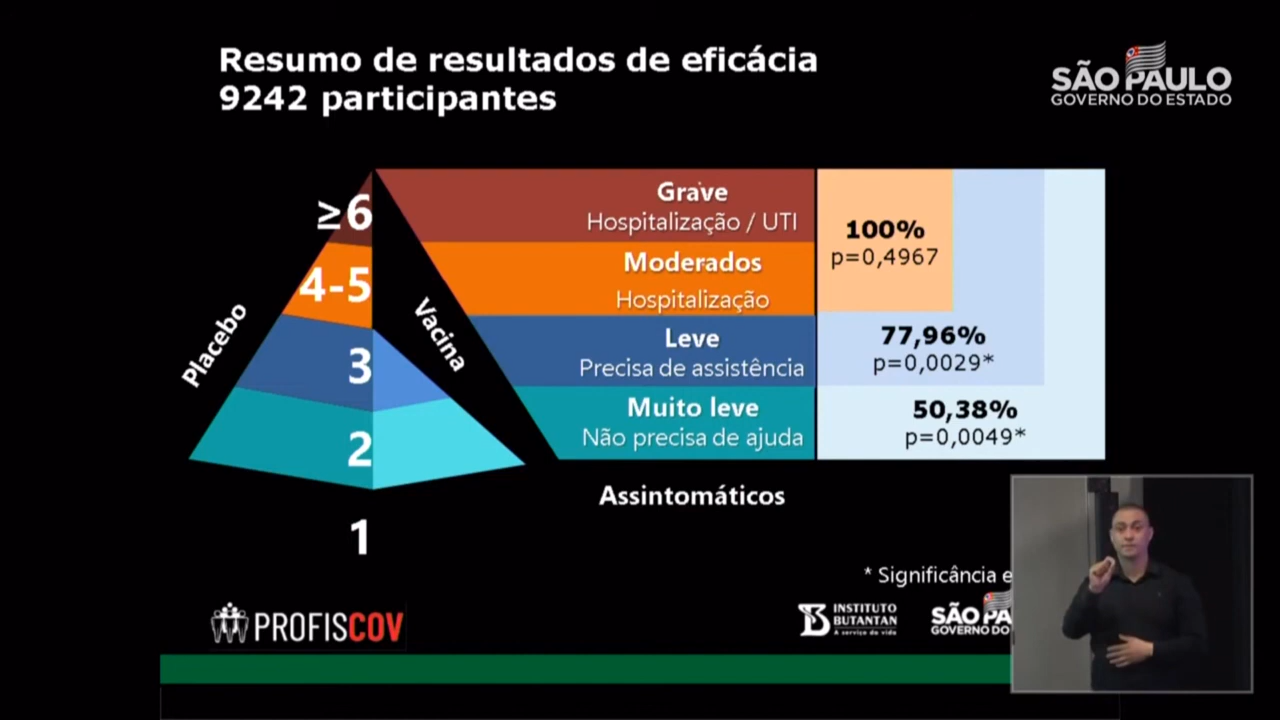 Resumo de resultados de eficácia
9242 participantes
SÃO PAULO
GOVERNO DO ESTADO
≥6
4-5
3
2
1
Placebo
Vacina
Grave
Hospitalização / UTI
Moderados
Hospitalização
Leve
Precisa de assistência
Muito leve
Não precisa de ajuda
Assintomáticos
100%
p=0,4967
77,96%
p=0,0029*
50,38%
p=0,0049*
* Significância e
PROFISCOV
INSTITUTO
BUTANTAN
A serviço da vida
SÃO PA
GOVERNO DO